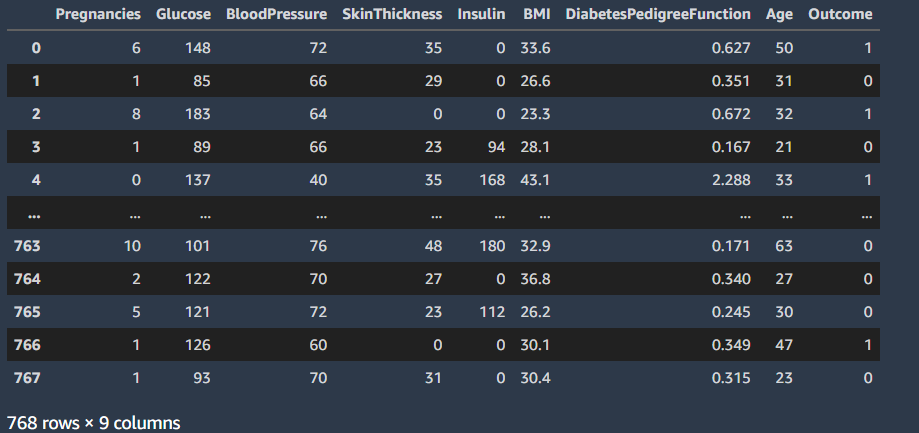 Pregnancies Glucose BloodPressure SkinThickness Insulin BMI DiabetesPedigreeFunction Age Outcome
0 6 148 72 35 0 33.6 0.627 50 1
1 1 85 66 29 0 26.6 0.351 31 0
2 8 183 64 0 0 23.3 0.672 32 1
3 1 89 66 23 94 28.1 0.167 21 0
4 0 137 40 35 168 43.1 2.288 33 1
... ... ... ... ... ... ... ... ... ...
763 10 101 76 48 180 32.9 0.171 63 0
764 2 122 70 27 0 36.8 0.340 27 0
765 5 121 72 23 112 26.2 0.245 30 0
766 1 126 60 0 0 30.1 0.349 47 1
767 1 93 70 31 0 30.4 0.315 23 0
768 rows × 9 columns